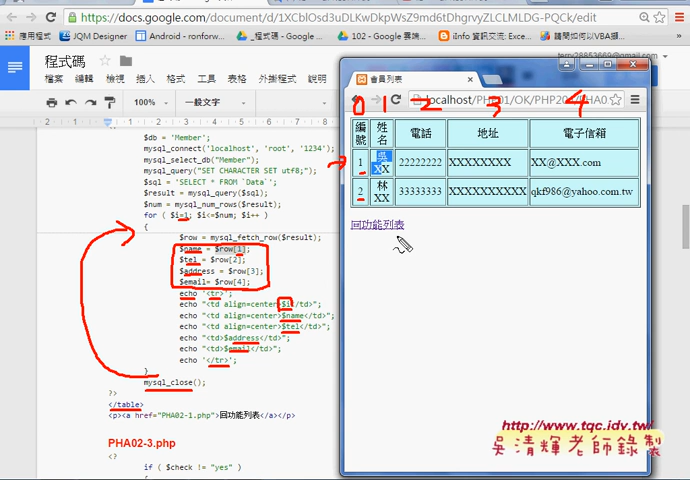 https://docs.google.com/document/d/1XCblOsd3uDLKwDkpWsZ9md6tDhgrvyZLCLMLDG-PQCk/edit
應用程式 JQM Designer Android - ronforw... _程式碼 - Google 102 - Google 雲端... iInfo 資訊交流: Exce... 請問如何以VBA擷...
程式碼
檔案 編輯 檢視 插入 格式 工具 表格 外掛程式 說明
100% 一般文字
$db = 'Member';
mysql_connect('localhost', 'root', '1234');
mysql_select_db("Member");
mysql_query("SET CHARACTER SET utf8;");
$sql = 'SELECT * FROM `Data`';
$result = mysql_query($sql);
$num = mysql_num_rows($result);
for ( $i=1; $i<=$num; $i++ )
{
$row = mysql_fetch_row($result);
$name = $row[1];
$tel = $row[2];
$address = $row[3];
$email= $row[4];
echo '<tr>';
echo "<td align=center>$i</td>";
echo "<td align=center>$name</td>";
echo "<td align=center>$tel</td>";
echo "<td>$address</td>";
echo "<td>$email</td>";
echo '</tr>';
}
mysql_close();
?>
</table>
<p><a href="PHA02-1.php">回功能列表</a></p>
PHA02-3.php
<?
if ( $check != "yes" )
{
會員列表
0 1 2 3 4
編號 姓名 電話 地址 電子信箱
1 吳XX 22222222 XXXXXXXX XX@XXX.com
2 林XX 33333333 XXXXXXXXXX qkf986@yahoo.com.tw
回功能列表
http://www.tqc.idv.tw/
吳清輝老師錄製